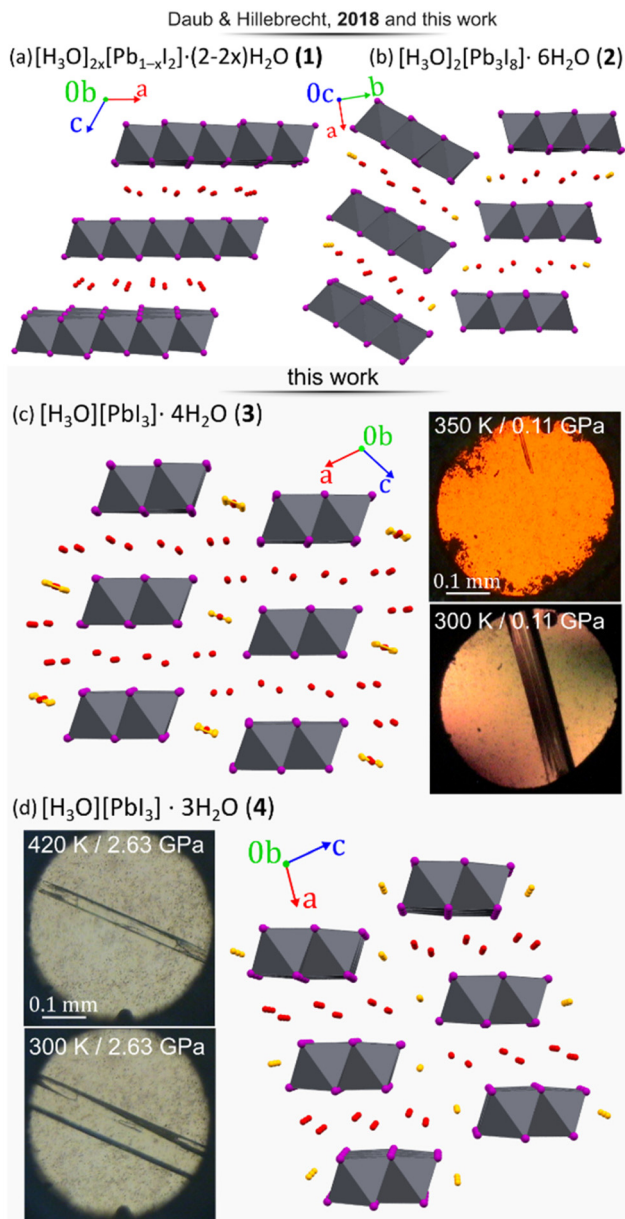 Daub & Hillebrecht, 2018 and this work
(a) [H₃O]₂ₓ[Pb₁₋ₓI₂]·(2-2x)H₂O (1)
(b) [H₃O]₂[Pb₃I₈]· 6H₂O (2)
0b
a
c
0c
b
a
this work
(c) [H₃O][PbI₃]· 4H₂O (3)
0b
a
c
350 K / 0.11 GPa
0.1 mm
300 K / 0.11 GPa
(d) [H₃O][PbI₃] · 3H₂O (4)
420 K / 2.63 GPa
0.1 mm
300 K / 2.63 GPa
0b
c
a